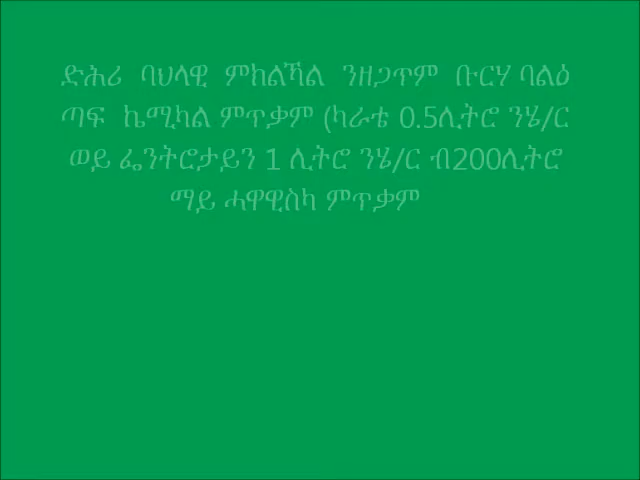 ድሕሪ ባህላዊ ምክልኻል ንዘጋጥም ቡርሃ ባልዕ
ጣፍ ኬሚካል ምጥቃም (ካራቴ 0.5ሊትሮ ንሄ/ር
ወይ ፈንትሮታይን 1 ሊትሮ ንሄ/ር ብ200ሊትሮ
ማይ ሓዋዊስካ ምጥቃም